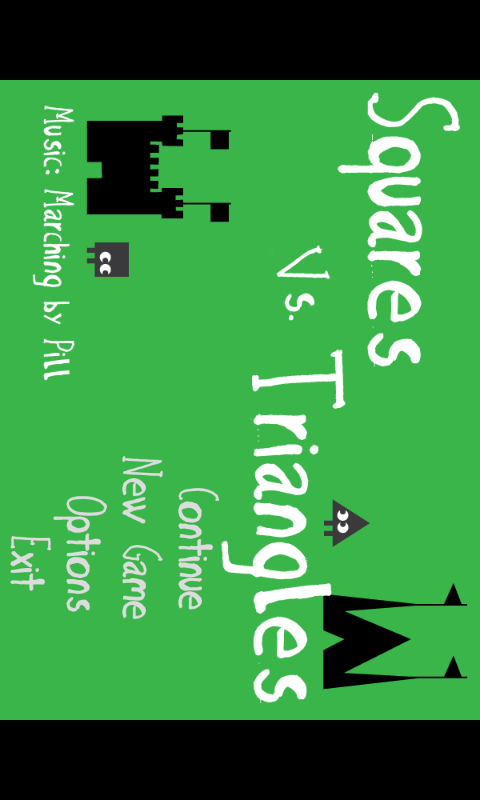 Squares
Vs.
Triangles
Continue
New Game
Options
Exit
Music: Marching by Pill